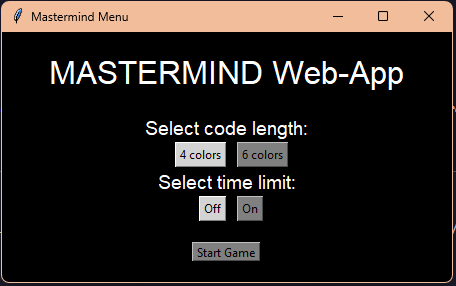 Mastermind Menu
MASTERMIND Web-App
Select code length:
4 colors 6 colors
Select time limit:
Off On
Start Game